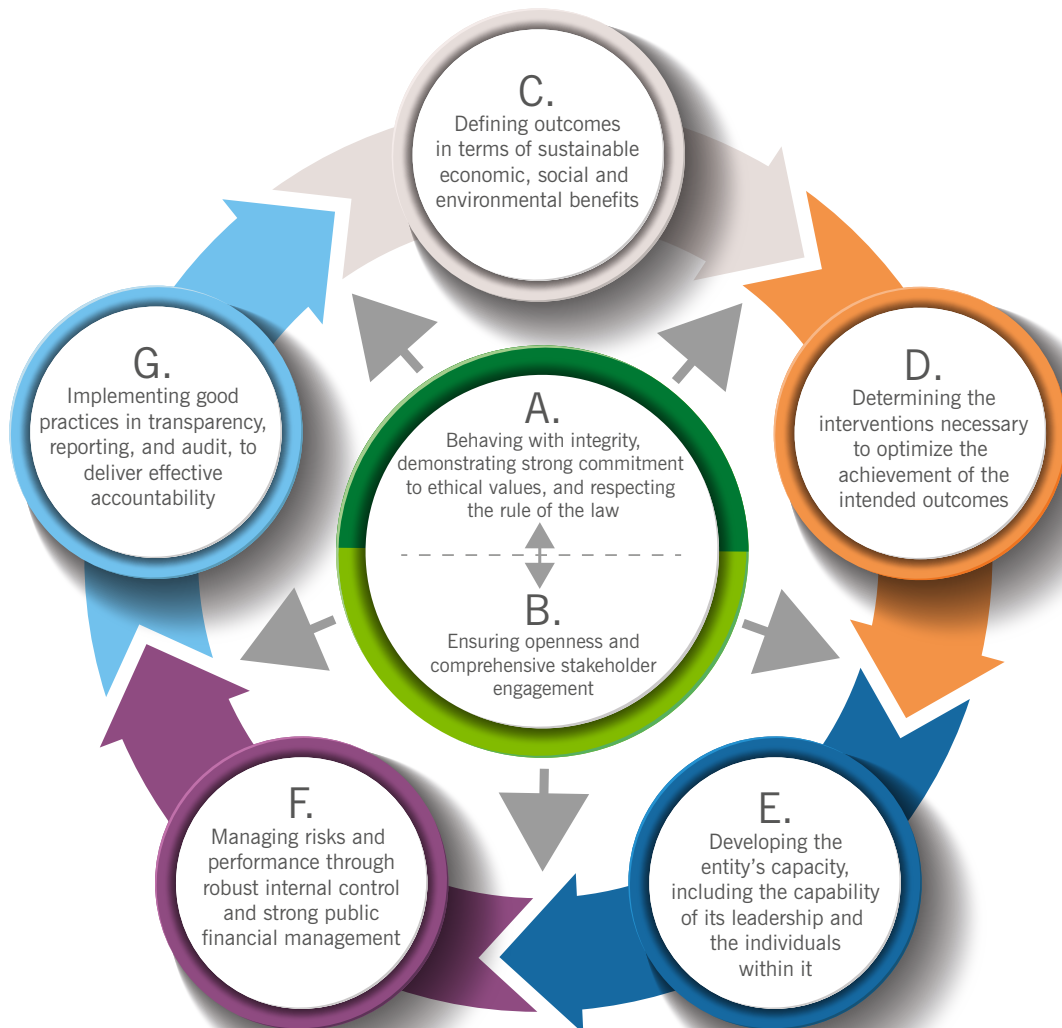 C.
Defining outcomes
in terms of sustainable
economic, social and
environmental benefits
G.
Implementing good
practices in transparency,
reporting, and audit, to
deliver effective
accountability
A.
Behaving with integrity,
demonstrating strong commitment
to ethical values, and respecting
the rule of the law
D.
Determining the
interventions necessary
to optimize the
achievement of the
intended outcomes
B.
Ensuring openness and
comprehensive stakeholder
engagement
F.
Managing risks and
performance through
robust internal control
and strong public
financial management
E.
Developing the
entity’s capacity,
including the capability
of its leadership and
the individuals
within it